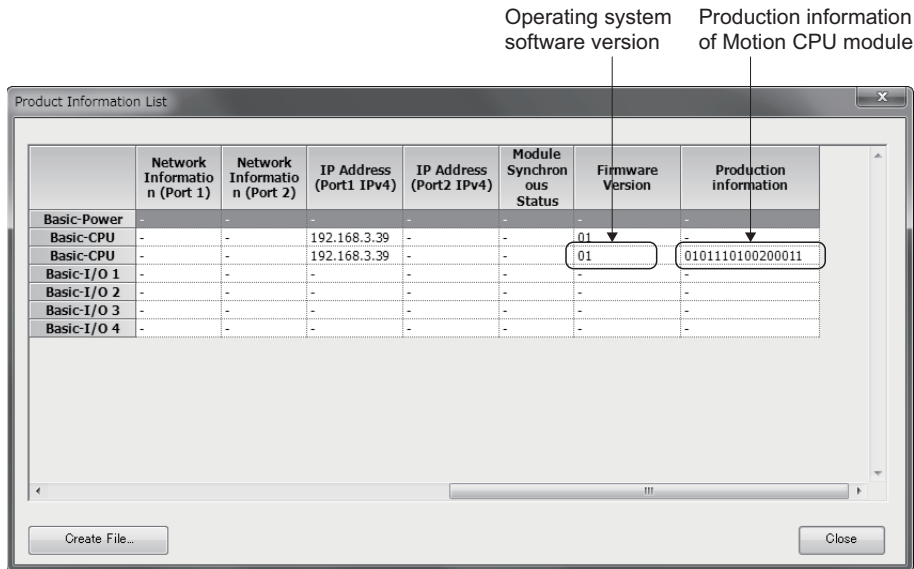 Operating system software version
Production information of Motion CPU module
Product Information List
x
Network Informatio n (Port 1) Network Informatio n (Port 2) IP Address (Port1 IPv4) IP Address (Port2 IPv4) Module Synchron ous Status Firmware Version Production information
Basic-Power - - - - - - -
Basic-CPU - - 192.168.3.39 - - 01 -
Basic-CPU - - 192.168.3.39 - - 01 0101110100200011
Basic-I/O 1 - - - - - - -
Basic-I/O 2 - - - - - - -
Basic-I/O 3 - - - - - - -
Basic-I/O 4 - - - - - - -
Create File...
Close